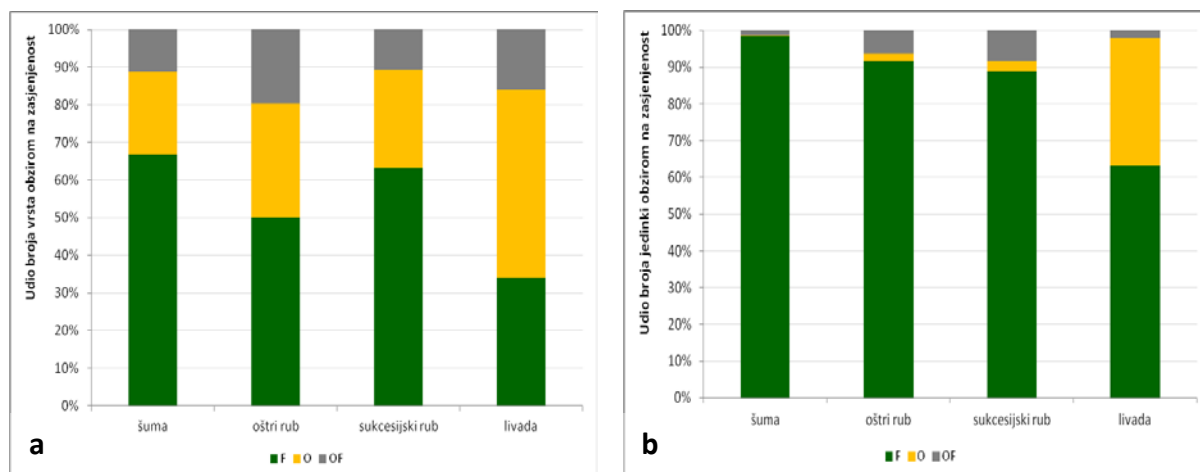 Udio broja vrsta obzirom na zasjenjenost
100%
90%
80%
70%
60%
50%
40%
30%
20%
10%
0%
šuma oštri rub sukcesijski rub livada
F O OF
a
Udio broja jedinki obzirom na zasjenjenost
100%
90%
80%
70%
60%
50%
40%
30%
20%
10%
0%
šuma oštri rub sukcesijski rub livada
F O OF
b